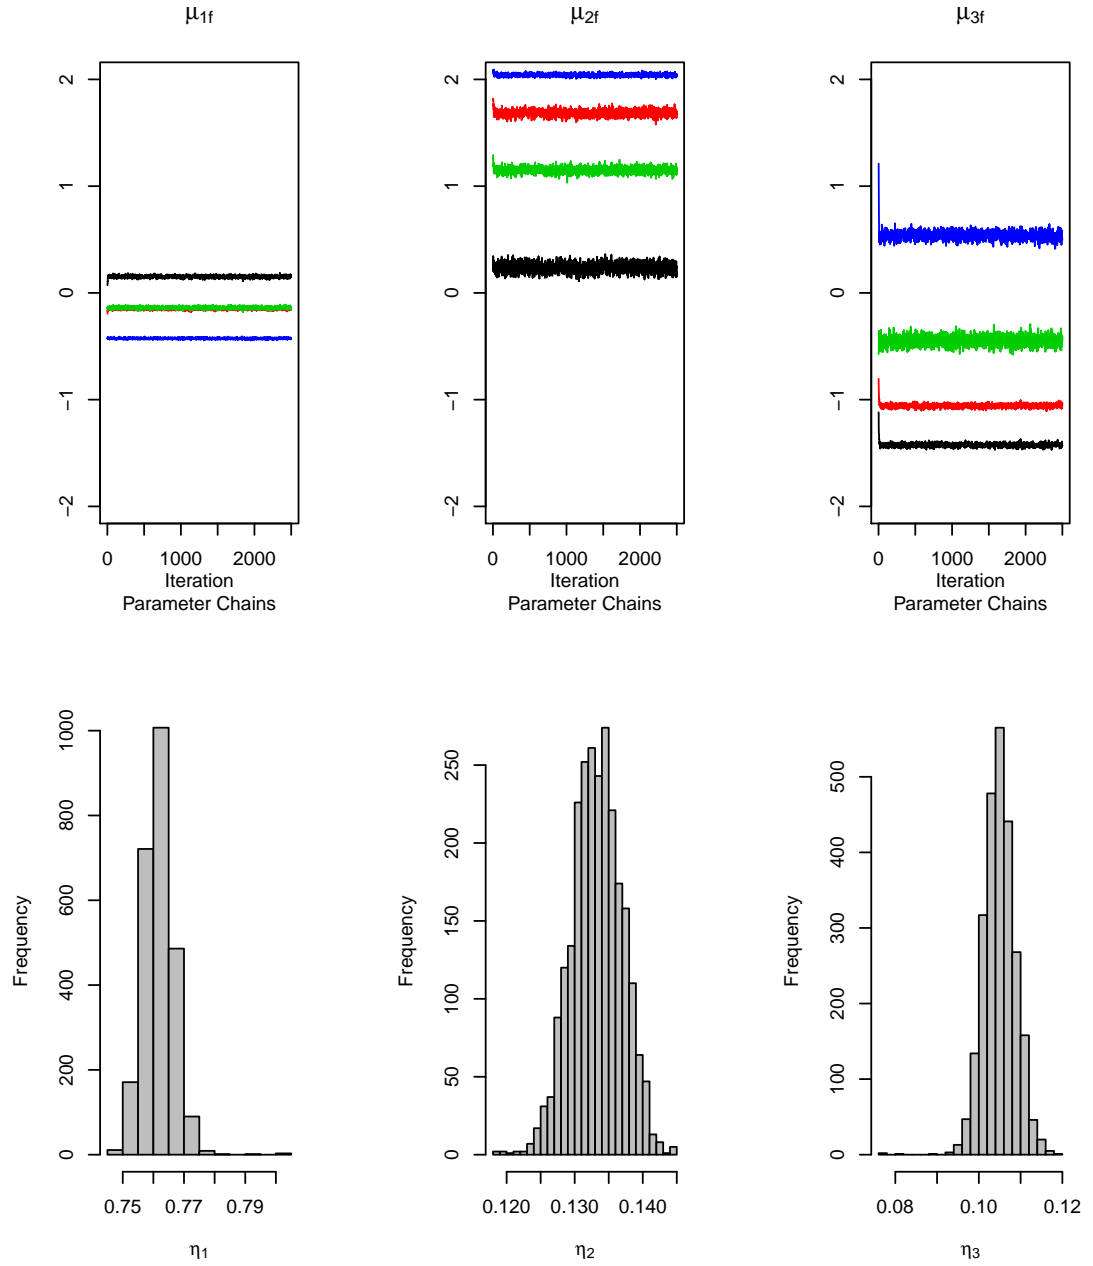 μ1f μ2f μ3f
2 2 2
1 1 1
0 0 0
−1 −1 −1
−2 −2 −2
0 1000 2000 0 1000 2000 0 1000 2000
Iteration Iteration Iteration
Parameter Chains Parameter Chains Parameter Chains
Frequency Frequency Frequency
0 200 400 600 800 1000
0 50 100 150 200 250
0 100 200 300 400 500
0.75 0.77 0.79 0.120 0.130 0.140 0.08 0.10 0.12
η1 η2 η3